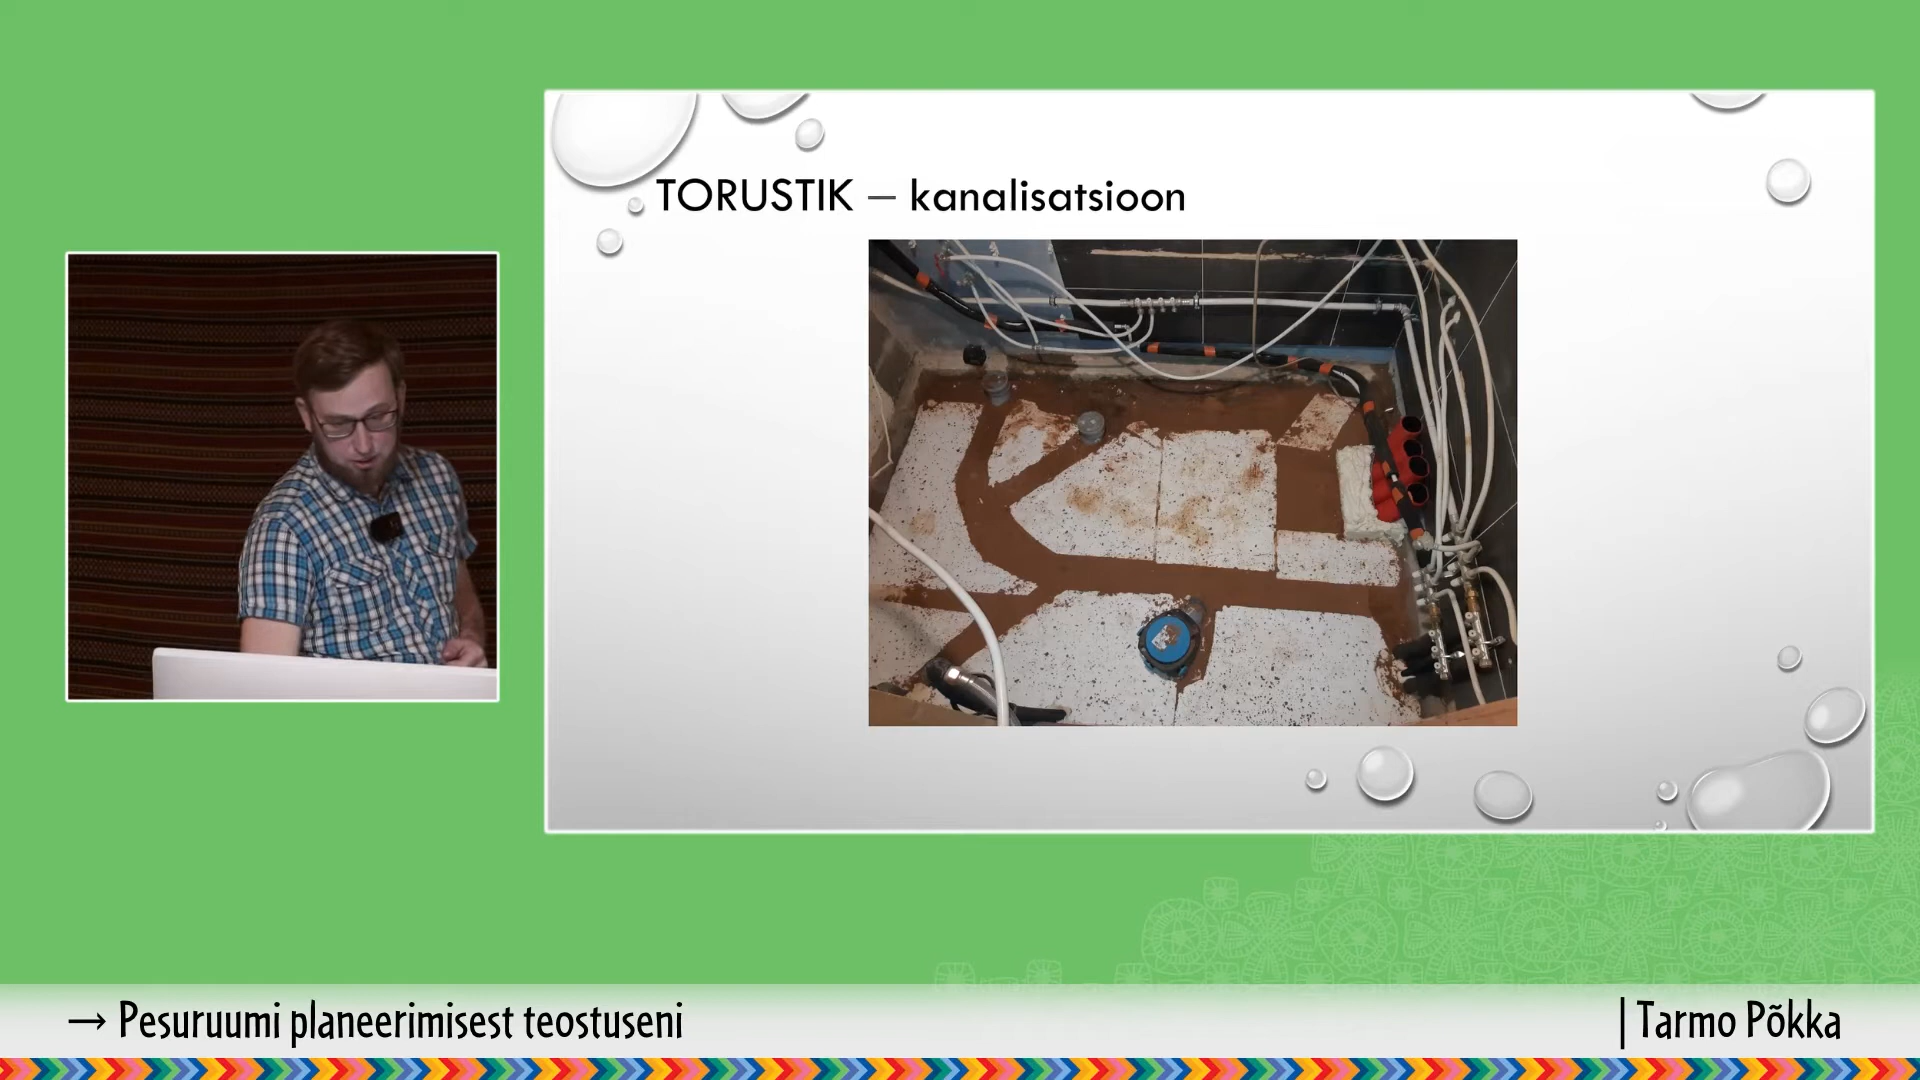 TORUSTIK – kanalisatsioon
→ Pesuruumi planeerimisest teostuseni
| Tarmo Põkka